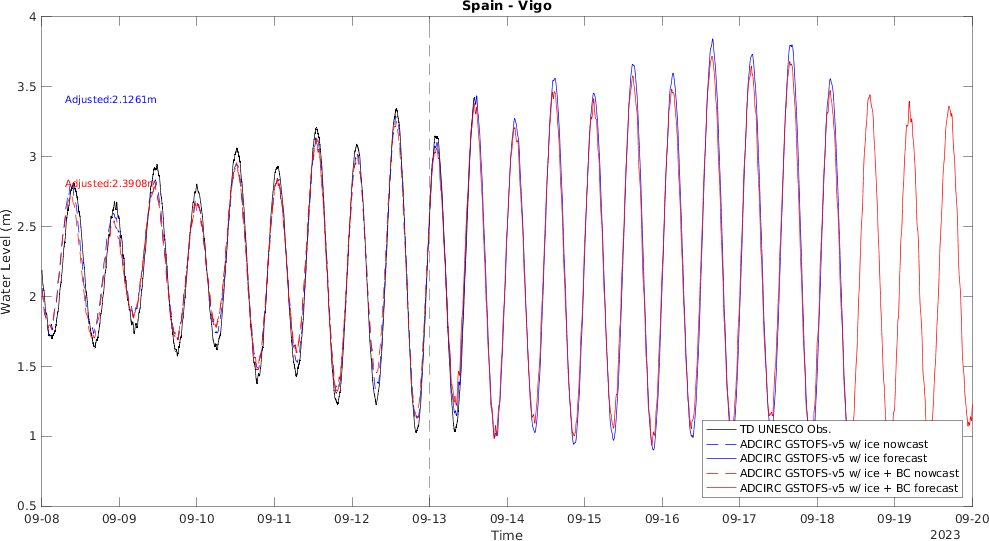 Spain - Vigo
4
3.5
3
2.5
2
1.5
1
0.5
Water Level (m)
Adjusted:2.1261m
Adjusted:2.3908m
TD UNESCO Obs.
ADCIRC GSTOFS-v5 w/ ice nowcast
ADCIRC GSTOFS-v5 w/ ice forecast
ADCIRC GSTOFS-v5 w/ ice + BC nowcast
ADCIRC GSTOFS-v5 w/ ice + BC forecast
09-08 09-09 09-10 09-11 09-12 09-13 09-14 09-15 09-16 09-17 09-18 09-19 09-20
Time
2023